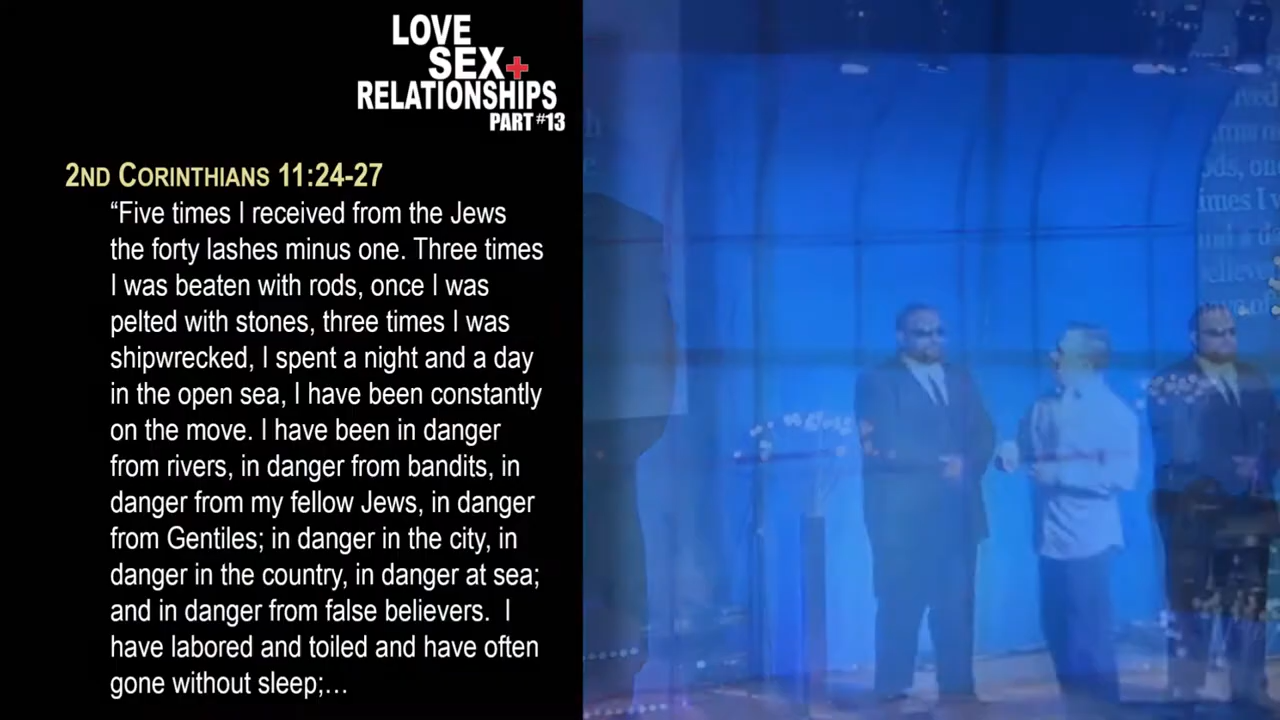 LOVE
SEX+
RELATIONSHIPS
PART #13
2ND CORINTHIANS 11:24-27
“Five times I received from the Jews
the forty lashes minus one. Three times
I was beaten with rods, once I was
pelted with stones, three times I was
shipwrecked, I spent a night and a day
in the open sea, I have been constantly
on the move. I have been in danger
from rivers, in danger from bandits, in
danger from my fellow Jews, in danger
from Gentiles; in danger in the city, in
danger in the country, in danger at sea;
and in danger from false believers.  I
have labored and toiled and have often
gone without sleep;…